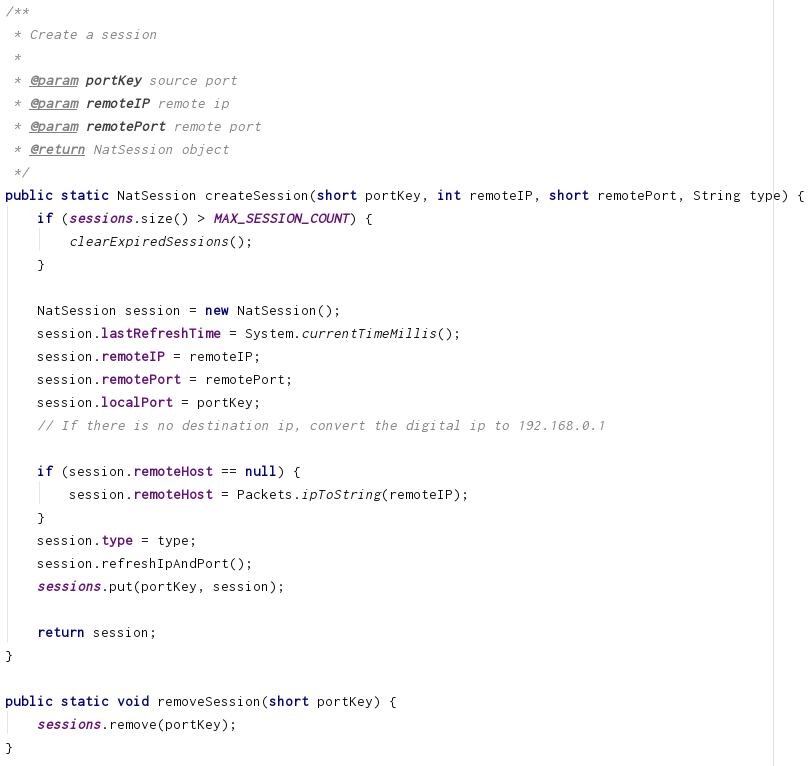 /**
 * Create a session
 *
 * @param portKey source port
 * @param remoteIP remote ip
 * @param remotePort remote port
 * @return NatSession object
 */
public static NatSession createSession(short portKey, int remoteIP, short remotePort, String type) {
    if (sessions.size() > MAX_SESSION_COUNT) {
        clearExpiredSessions();
    }

    NatSession session = new NatSession();
    session.lastRefreshTime = System.currentTimeMillis();
    session.remoteIP = remoteIP;
    session.remotePort = remotePort;
    session.localPort = portKey;
    // If there is no destination ip, convert the digital ip to 192.168.0.1

    if (session.remoteHost == null) {
        session.remoteHost = Packets.ipToString(remoteIP);
    }
    session.type = type;
    session.refreshIpAndPort();
    sessions.put(portKey, session);

    return session;
}

public static void removeSession(short portKey) {
    sessions.remove(portKey);
}